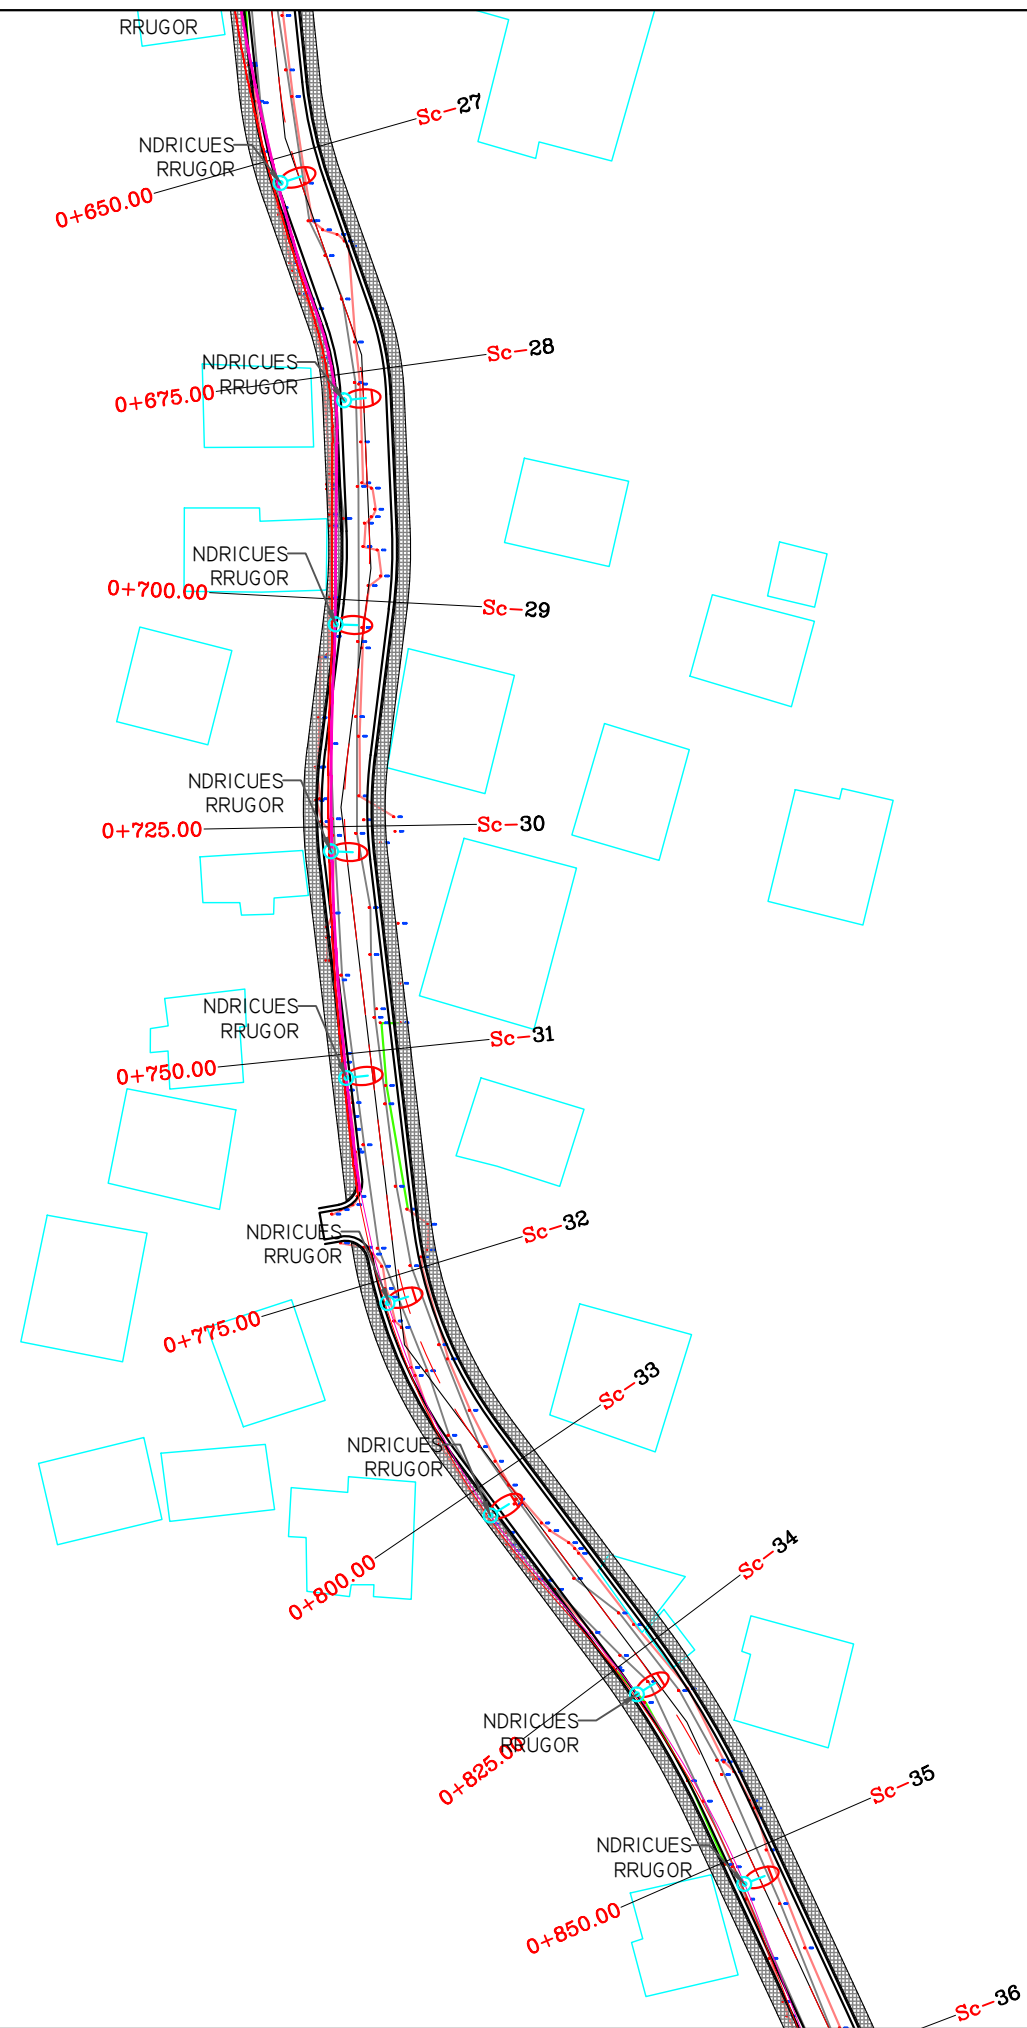 RRUGOR
Sc-27
NDRICUES
RRUGOR
0+650.00
Sc-28
NDRICUES
RRUGOR
0+675.00
NDRICUES
RRUGOR
0+700.00
Sc-29
NDRICUES
RRUGOR
0+725.00
Sc-30
NDRICUES
RRUGOR
0+750.00
Sc-31
NDRICUES
RRUGOR
0+775.00
Sc-32
Sc-33
NDRICUES
RRUGOR
0+800.00
Sc-34
NDRICUES
RRUGOR
0+825.00
Sc-35
NDRICUES
RRUGOR
0+850.00
Sc-36